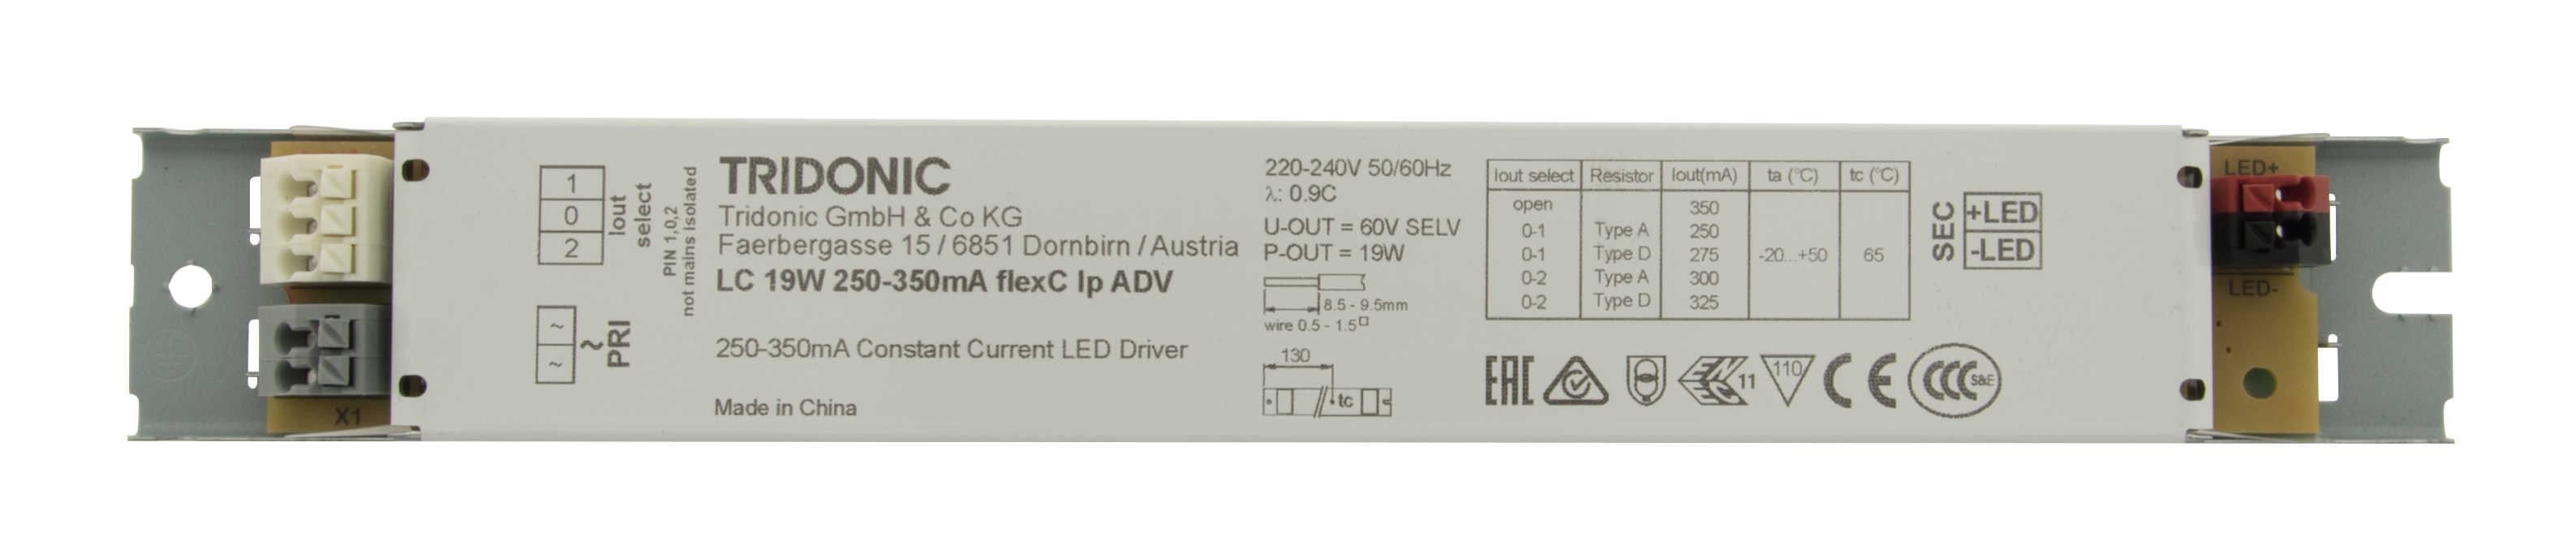 X1
1
0
2
Iout
select
PIN 1,0,2
not mains isolated
~
~
~
PRI
TRIDONIC
Tridonic GmbH & Co KG
Faerbergasse 15 / 6851 Dornbirn / Austria
LC 19W 250-350mA flexC lp ADV
250-350mA Constant Current LED Driver
Made in China
220-240V 50/60Hz
λ: 0.9C
U-OUT = 60V SELV
P-OUT = 19W
8.5 - 9.5mm
wire 0.5 - 1.5□
130
tc
Iout select Resistor Iout(mA) ta (°C) tc (°C)
open 350
0-1 Type A 250
0-1 Type D 275 -20...+50 65
0-2 Type A 300
0-2 Type D 325
EAC
ENEC 11
110
CE
CCC S&E
SEC
+LED
-LED
LED+
LED-